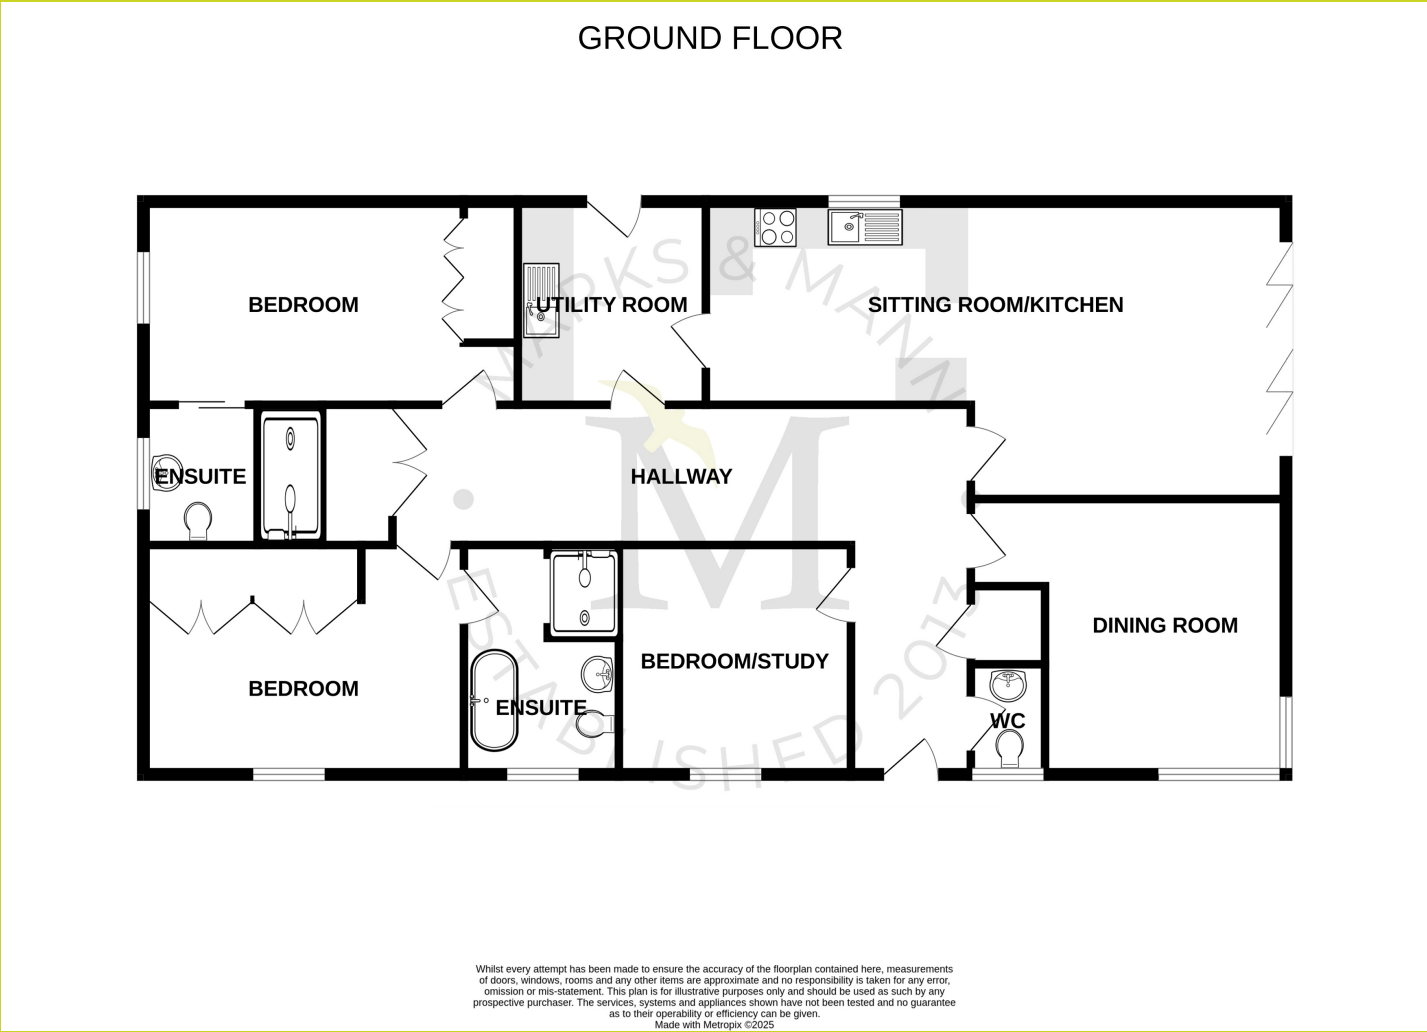 GROUND FLOOR
BEDROOM
UTILITY ROOM
SITTING ROOM/KITCHEN
ENSUITE
HALLWAY
BEDROOM
ENSUITE
BEDROOM/STUDY
WC
DINING ROOM
MARKS & MANN
M
ESTABLISHED 2013
Whilst every attempt has been made to ensure the accuracy of the floorplan contained here, measurements
of doors, windows, rooms and any other items are approximate and no responsibility is taken for any error,
omission or mis-statement. This plan is for illustrative purposes only and should be used as such by any
prospective purchaser. The services, systems and appliances shown have not been tested and no guarantee
as to their operability or efficiency can be given.
Made with Metropix ©2025